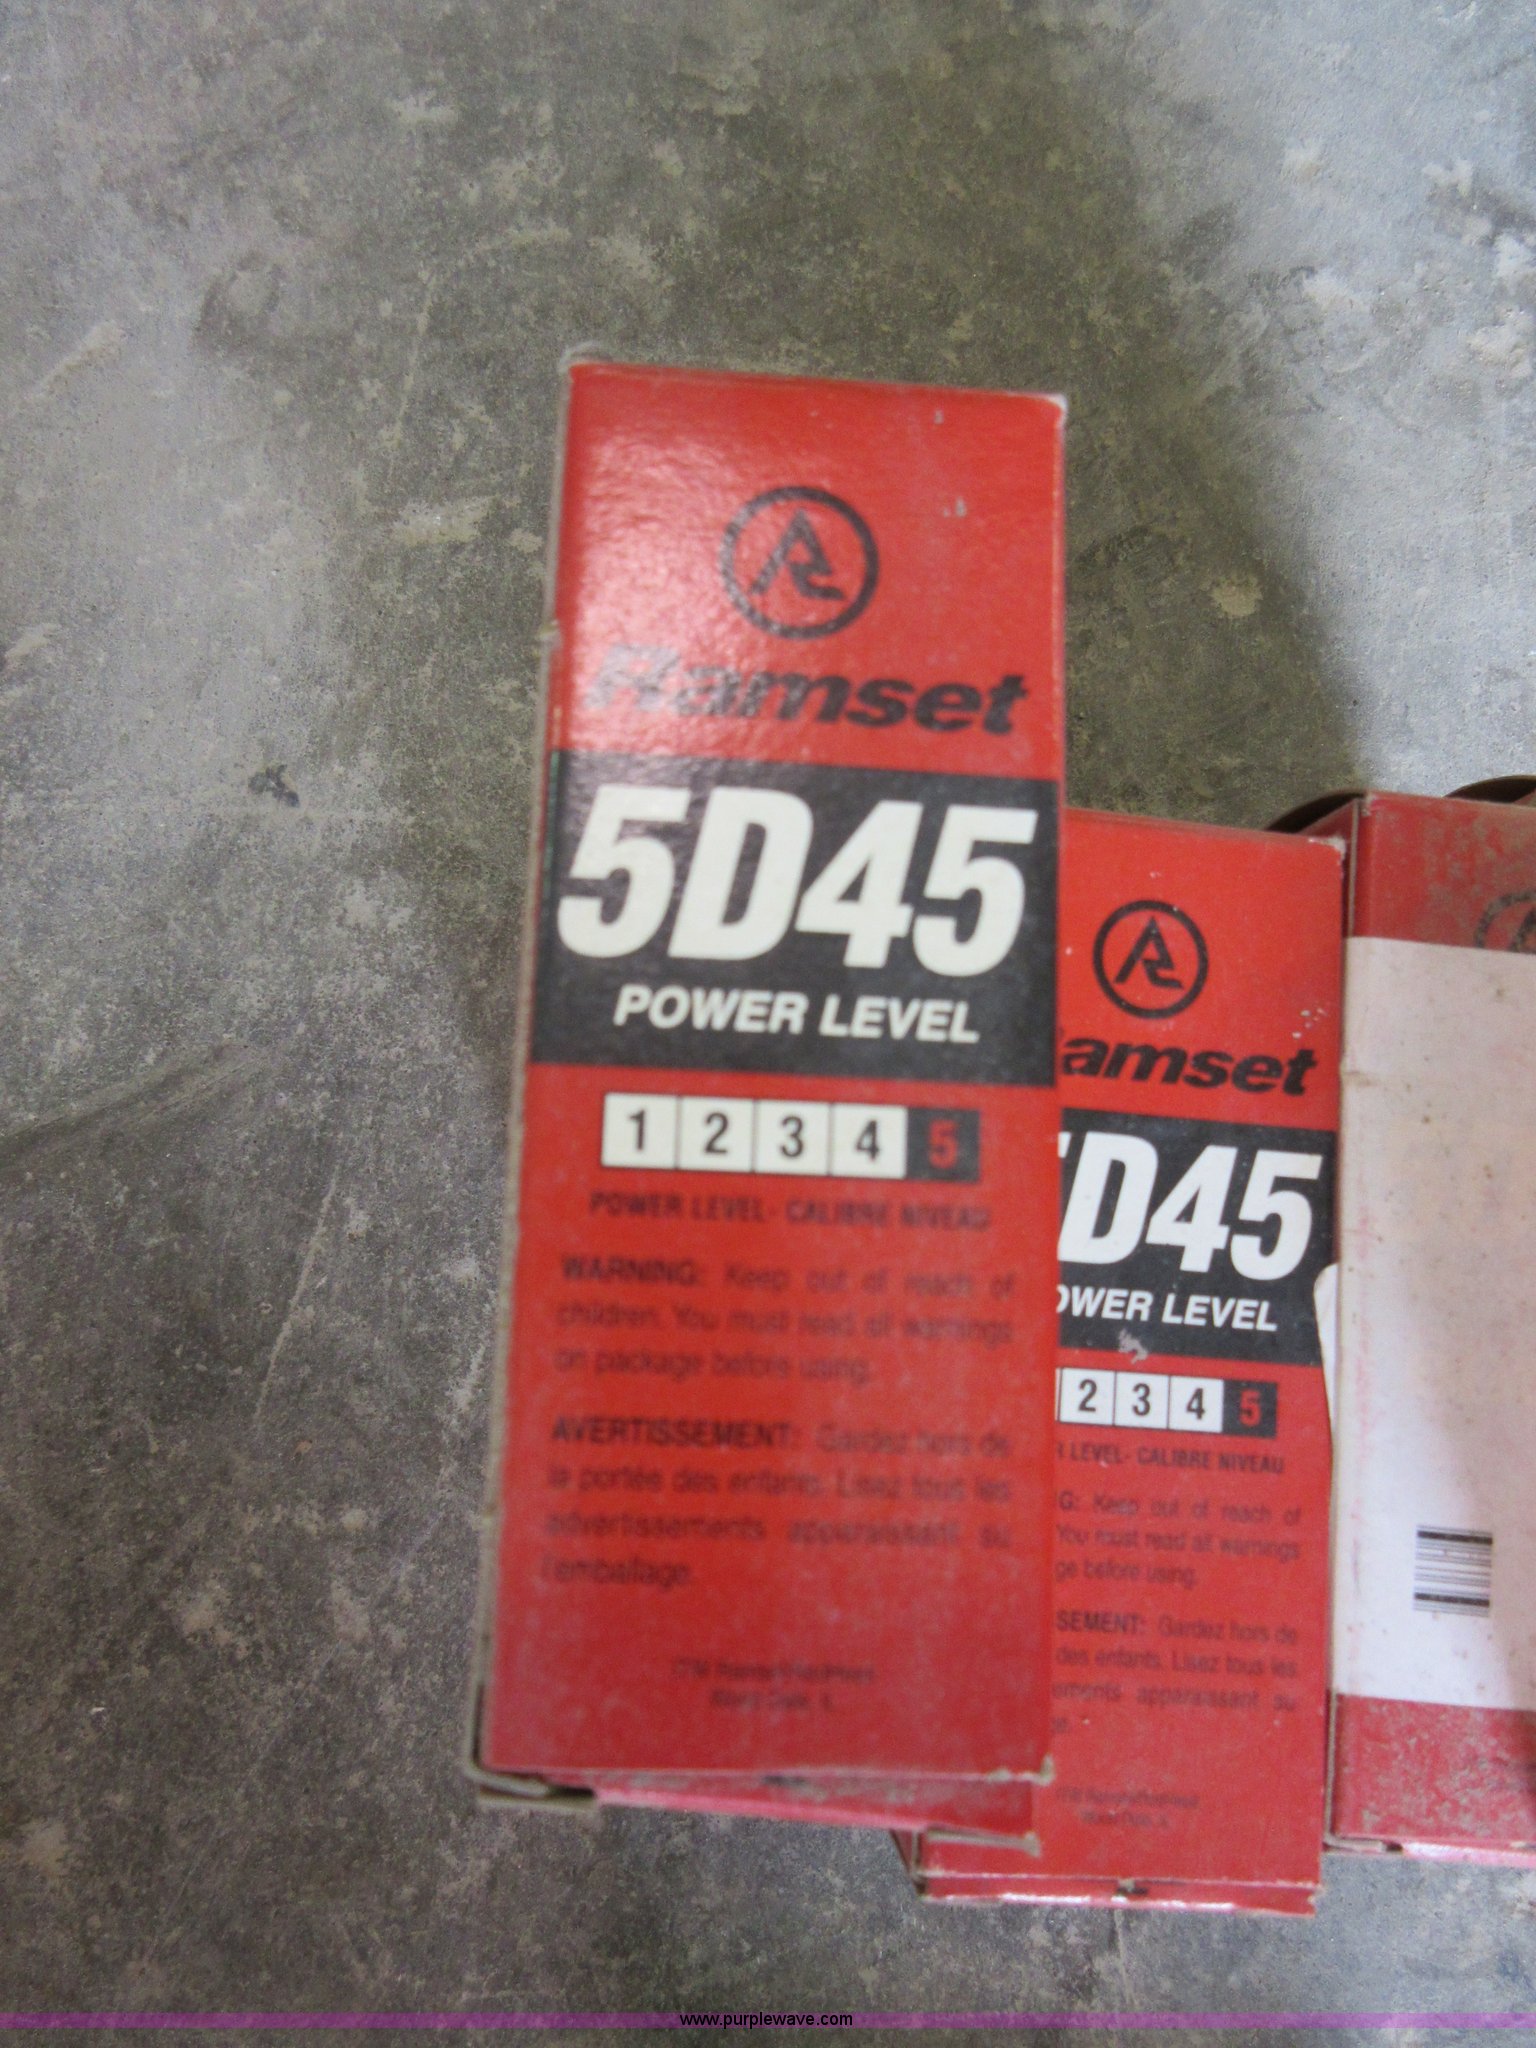 Ramset
5D45
POWER LEVEL
1 2 3 4 5
POWER LEVEL- CALIBRE NIVEAU
WARNING: Keep out of reach of
children. You must read all warnings
on package before using.
AVERTISSEMENT: Gardez hors de
la portée des enfants. Lisez tous les
advertissements apparaissant su
l'emballage.
amset
D45
OWER LEVEL
2 3 4 5
LEVEL- CALIBRE NIVEAU
G: Keep out of reach of
You must read all warnings
ge before using.
SEMENT: Gardez hors de
des enfants. Lisez tous les
ements apparaissant su
www.purplewave.com